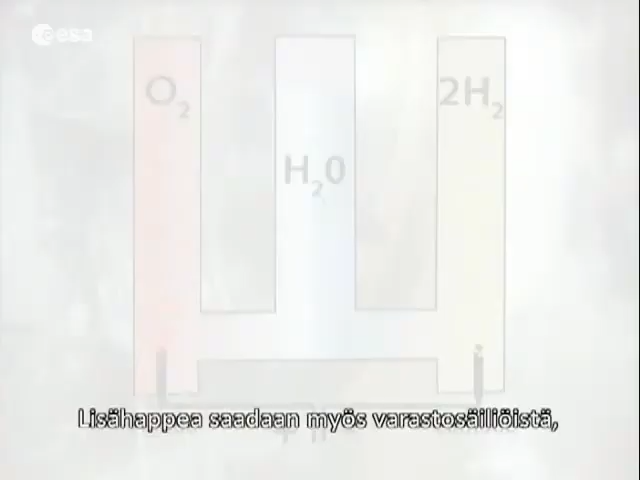 esa
O₂
2H₂
H₂0
Lisähappea saadaan myös varastosäiliöistä,